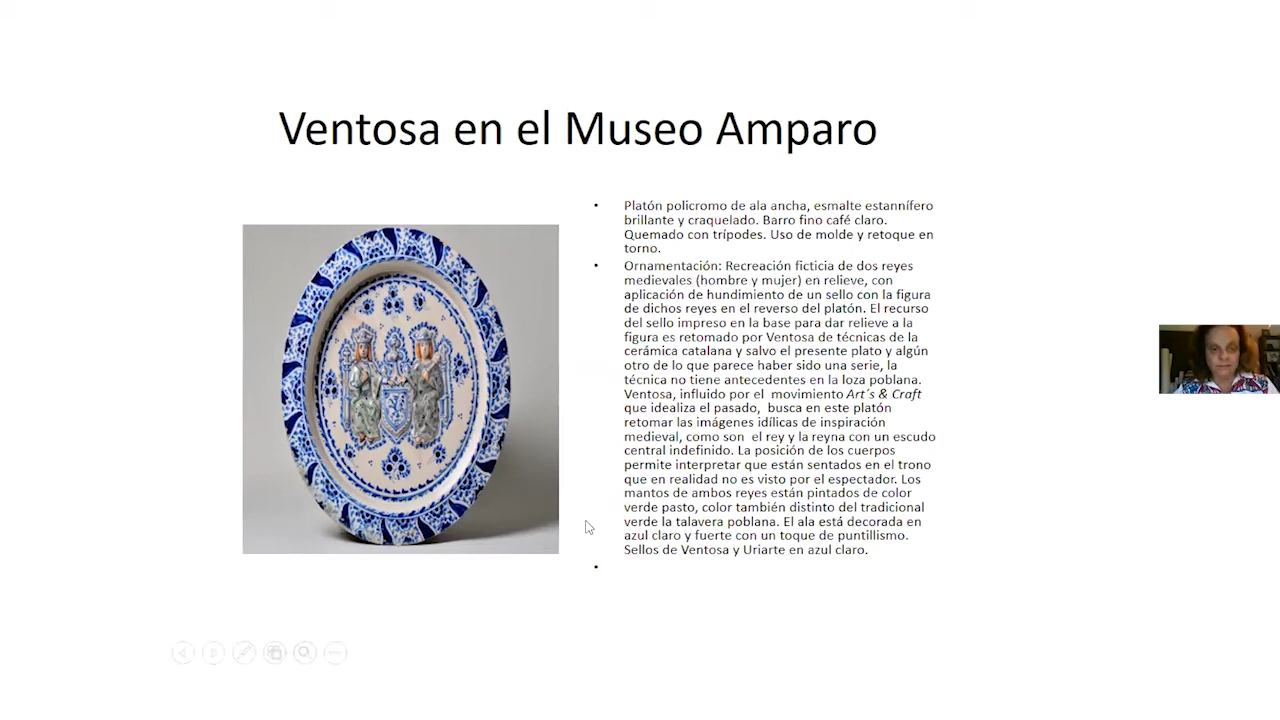 Ventosa en el Museo Amparo
• Platón policromo de ala ancha, esmalte estannífero
brillante y craquelado. Barro fino café claro.
Quemado con trípodes. Uso de molde y retoque en
torno.
• Ornamentación: Recreación ficticia de dos reyes
medievales (hombre y mujer) en relieve, con
aplicación de hundimiento de un sello con la figura
de dichos reyes en el reverso del platón. El recurso
del sello impreso en la base para dar relieve a la
figura es retomado por Ventosa de técnicas de la
cerámica catalana y salvo el presente plato y algún
otro de lo que parece haber sido una serie, la
técnica no tiene antecedentes en la loza poblana.
Ventosa, influido por el movimiento Art´s & Craft
que idealiza el pasado, busca en este platón
retomar las imágenes idílicas de inspiración
medieval, como son el rey y la reyna con un escudo
central indefinido. La posición de los cuerpos
permite interpretar que están sentados en el trono
que en realidad no es visto por el espectador. Los
mantos de ambos reyes están pintados de color
verde pasto, color también distinto del tradicional
verde la talavera poblana. El ala está decorada en
azul claro y fuerte con un toque de puntillismo.
Sellos de Ventosa y Uriarte en azul claro.
•